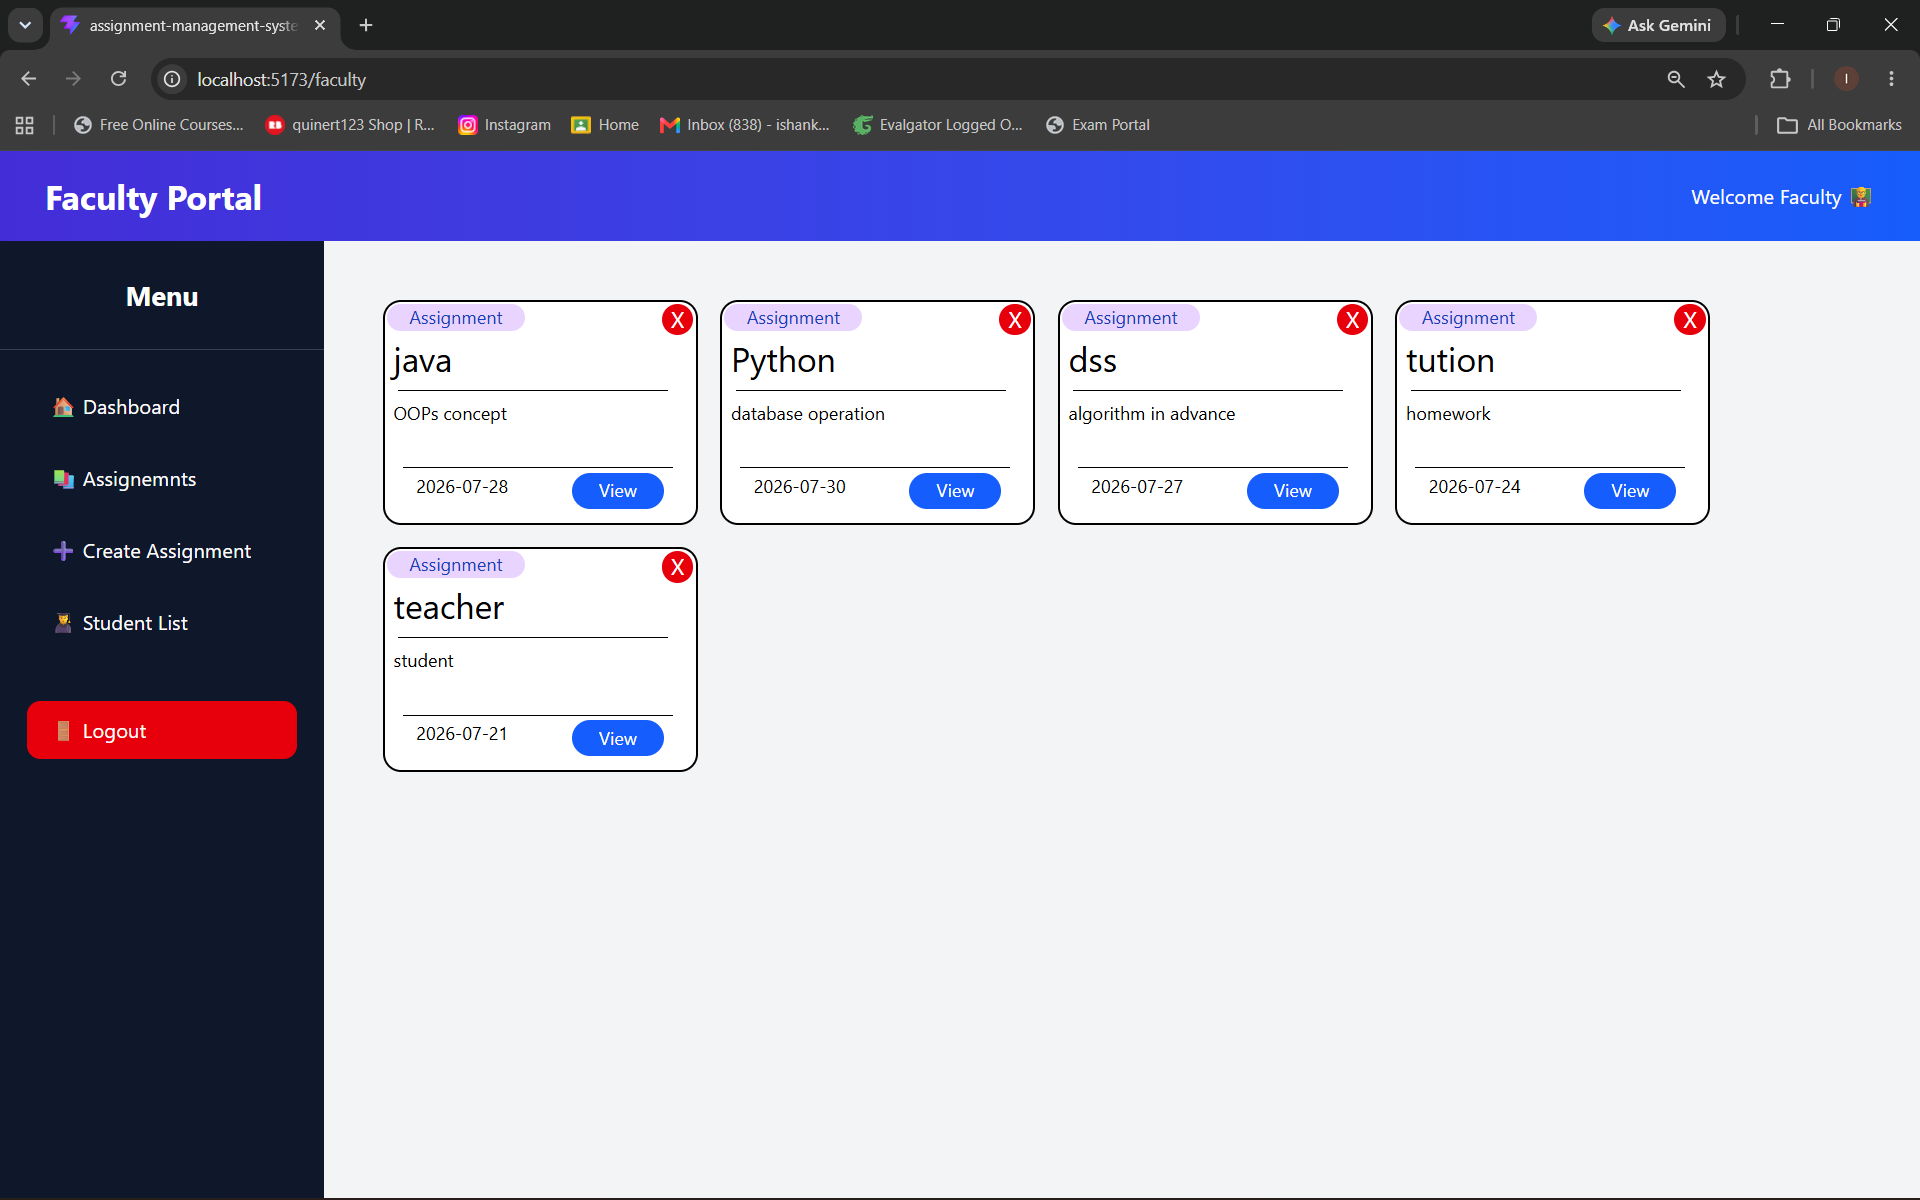 assignment-management-syste
Ask Gemini
localhost:5173/faculty
I
Free Online Courses...
quinert123 Shop | R...
Instagram
Home
Inbox (838) - ishank...
Evalgator Logged O...
Exam Portal
All Bookmarks
Faculty Portal
Welcome Faculty
Menu
Dashboard
Assignemnts
Create Assignment
Student List
Logout
Assignment
X
java
OOPs concept
2026-07-28
View
Assignment
X
Python
database operation
2026-07-30
View
Assignment
X
dss
algorithm in advance
2026-07-27
View
Assignment
X
tution
homework
2026-07-24
View
Assignment
X
teacher
student
2026-07-21
View